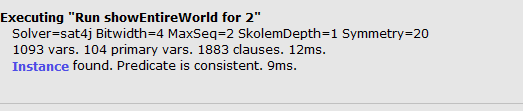 Executing "Run showEntireWorld for 2"
Solver=sat4j Bitwidth=4 MaxSeq=2 SkolemDepth=1 Symmetry=20
1093 vars. 104 primary vars. 1883 clauses. 12ms.
Instance found. Predicate is consistent. 9ms.